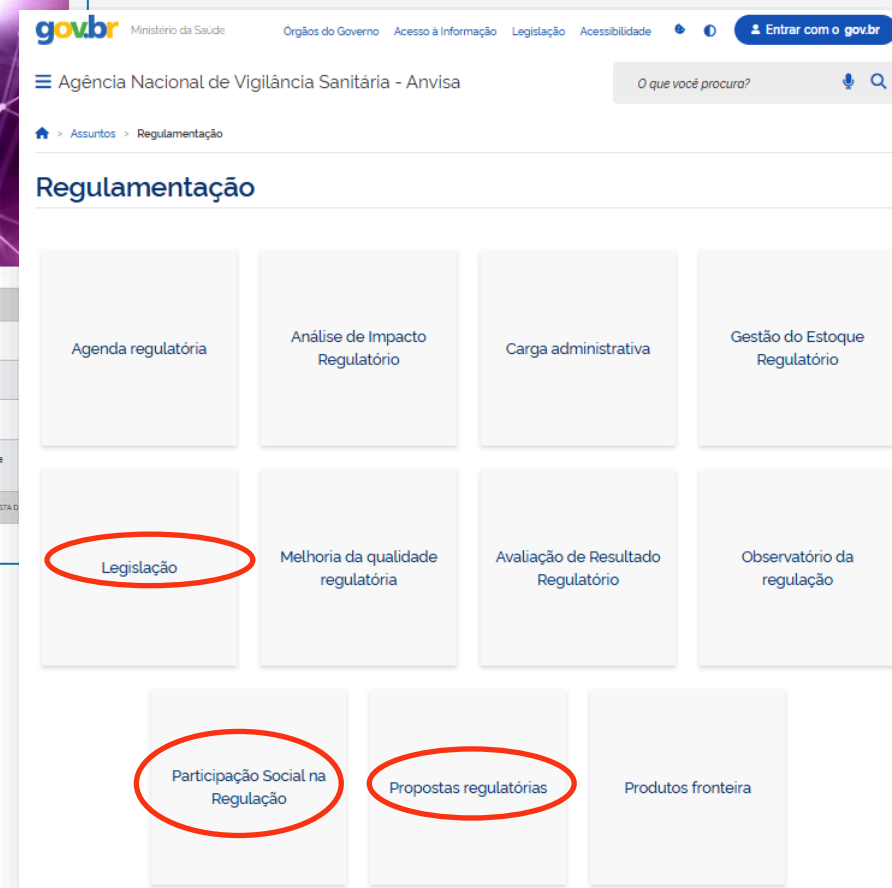 gov.br Ministério da Saúde Órgãos do Governo Acesso à Informação Legislação Acessibilidade Entrar com o gov.br
Agência Nacional de Vigilância Sanitária - Anvisa O que você procura?
> Assuntos > Regulamentação
Regulamentação
Agenda regulatória
Análise de Impacto
Regulatório
Carga administrativa
Gestão do Estoque
Regulatório
Legislação
Melhoria da qualidade
regulatória
Avaliação de Resultado
Regulatório
Observatório da
regulação
Participação Social na
Regulação
Propostas regulatórias
Produtos fronteira